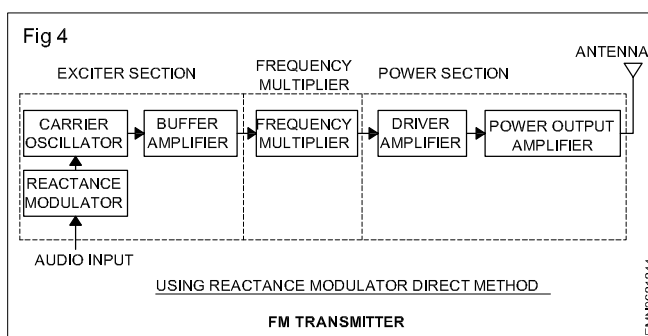 Fig 4
ANTENNA
EXCITER SECTION
FREQUENCY
MULTIPLIER
POWER SECTION
CARRIER
OSCILLATOR
BUFFER
AMPLIFIER
FREQUENCY
MULTIPLIER
DRIVER
AMPLIFIER
POWER OUTPUT
AMPLIFIER
REACTANCE
MODULATOR
AUDIO INPUT
USING REACTANCE MODULATOR DIRECT METHOD
FM TRANSMITTER